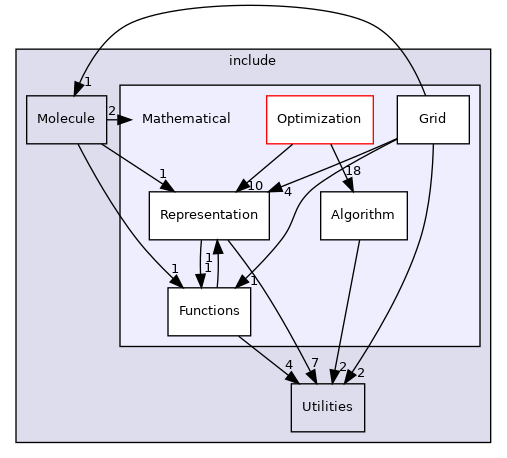 include
1
Molecule
2
Mathematical
Optimization
Grid
1
10
4
18
Representation
Algorithm
1
1
1
1
Functions
4
7
2
2
Utilities